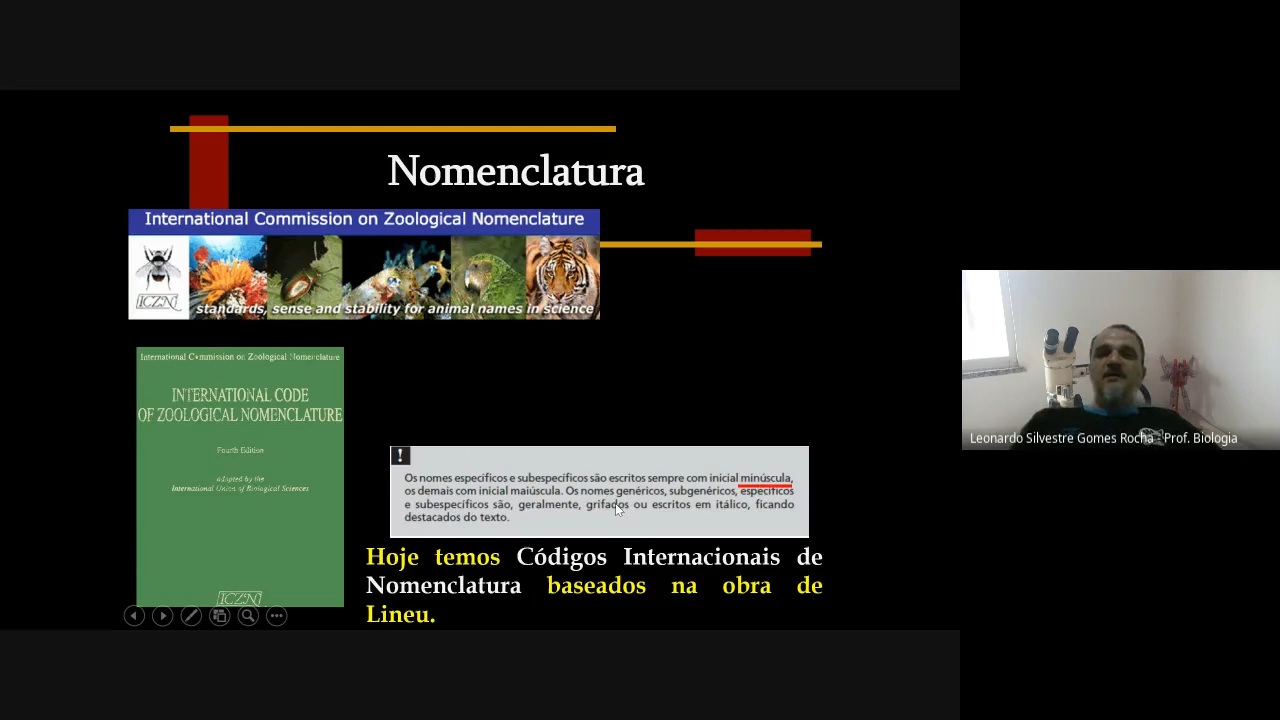 Nomenclatura
International Commission on Zoological Nomenclature
ICZN
standards, sense and stability for animal names in science
International Commission on Zoological Nomenclature
INTERNATIONAL CODE
OF ZOOLOGICAL NOMENCLATURE
Fourth Edition
adopted by the
International Union of Biological Sciences
ICZN
!
Os nomes específicos e subespecíficos são escritos sempre com inicial minúscula,
os demais com inicial maiúscula. Os nomes genéricos, subgenéricos, específicos
e subespecíficos são, geralmente, grifados ou escritos em itálico, ficando
destacados do texto.
Hoje temos Códigos Internacionais de
Nomenclatura baseados na obra de
Lineu.
Leonardo Silvestre Gomes Rocha - Prof. Biologia